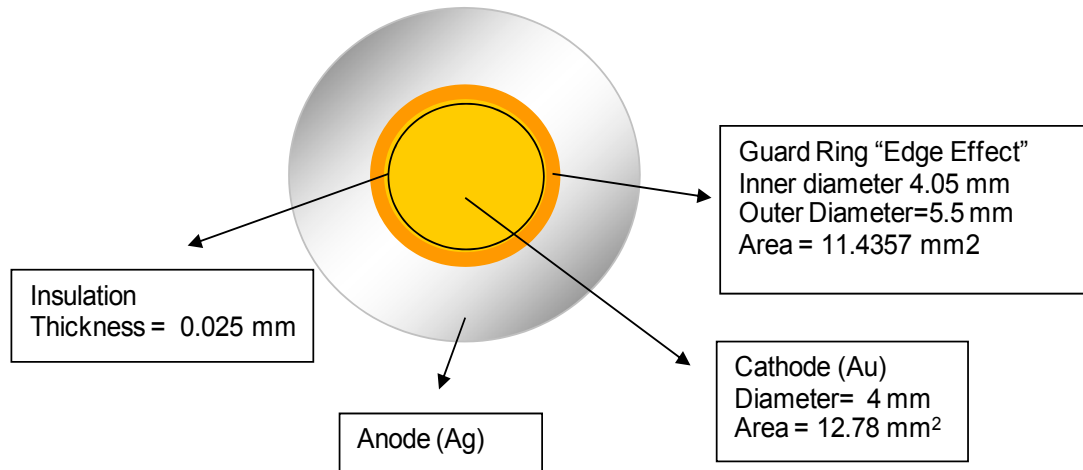 Guard Ring “Edge Effect”
Inner diameter 4.05 mm
Outer Diameter=5.5 mm
Area = 11.4357 mm2
Insulation
Thickness = 0.025 mm
Cathode (Au)
Diameter= 4 mm
Area = 12.78 mm²
Anode (Ag)